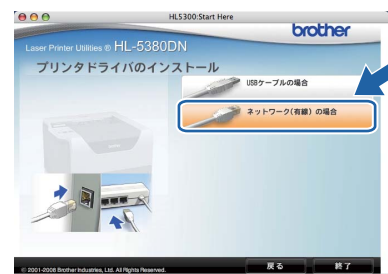 HL5300:Start Here
brother
Laser Printer Utilities © HL-5380DN
プリンタドライバのインストール
USBケーブルの場合
ネットワーク(有線) の場合
© 2001-2008 Brother Industries, Ltd. All Rights Reserved.
戻る
終了